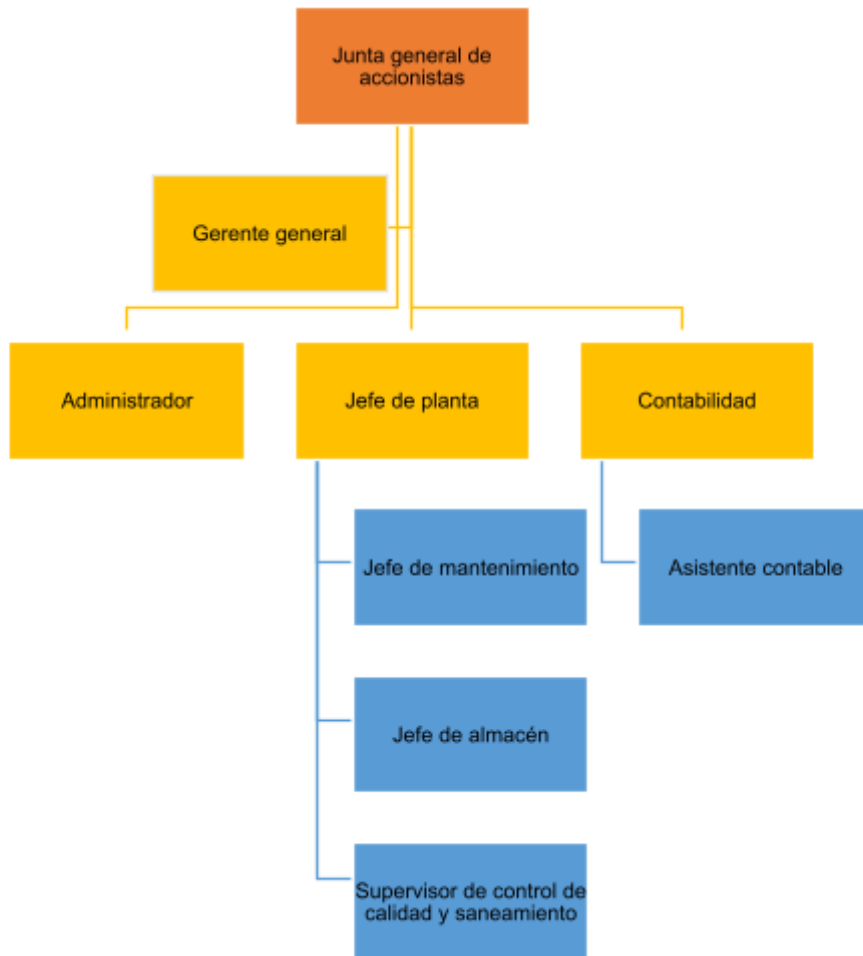 Junta general de
accionistas
Gerente general
Administrador
Jefe de planta
Contabilidad
Jefe de mantenimiento
Asistente contable
Jefe de almacén
Supervisor de control de
calidad y saneamiento